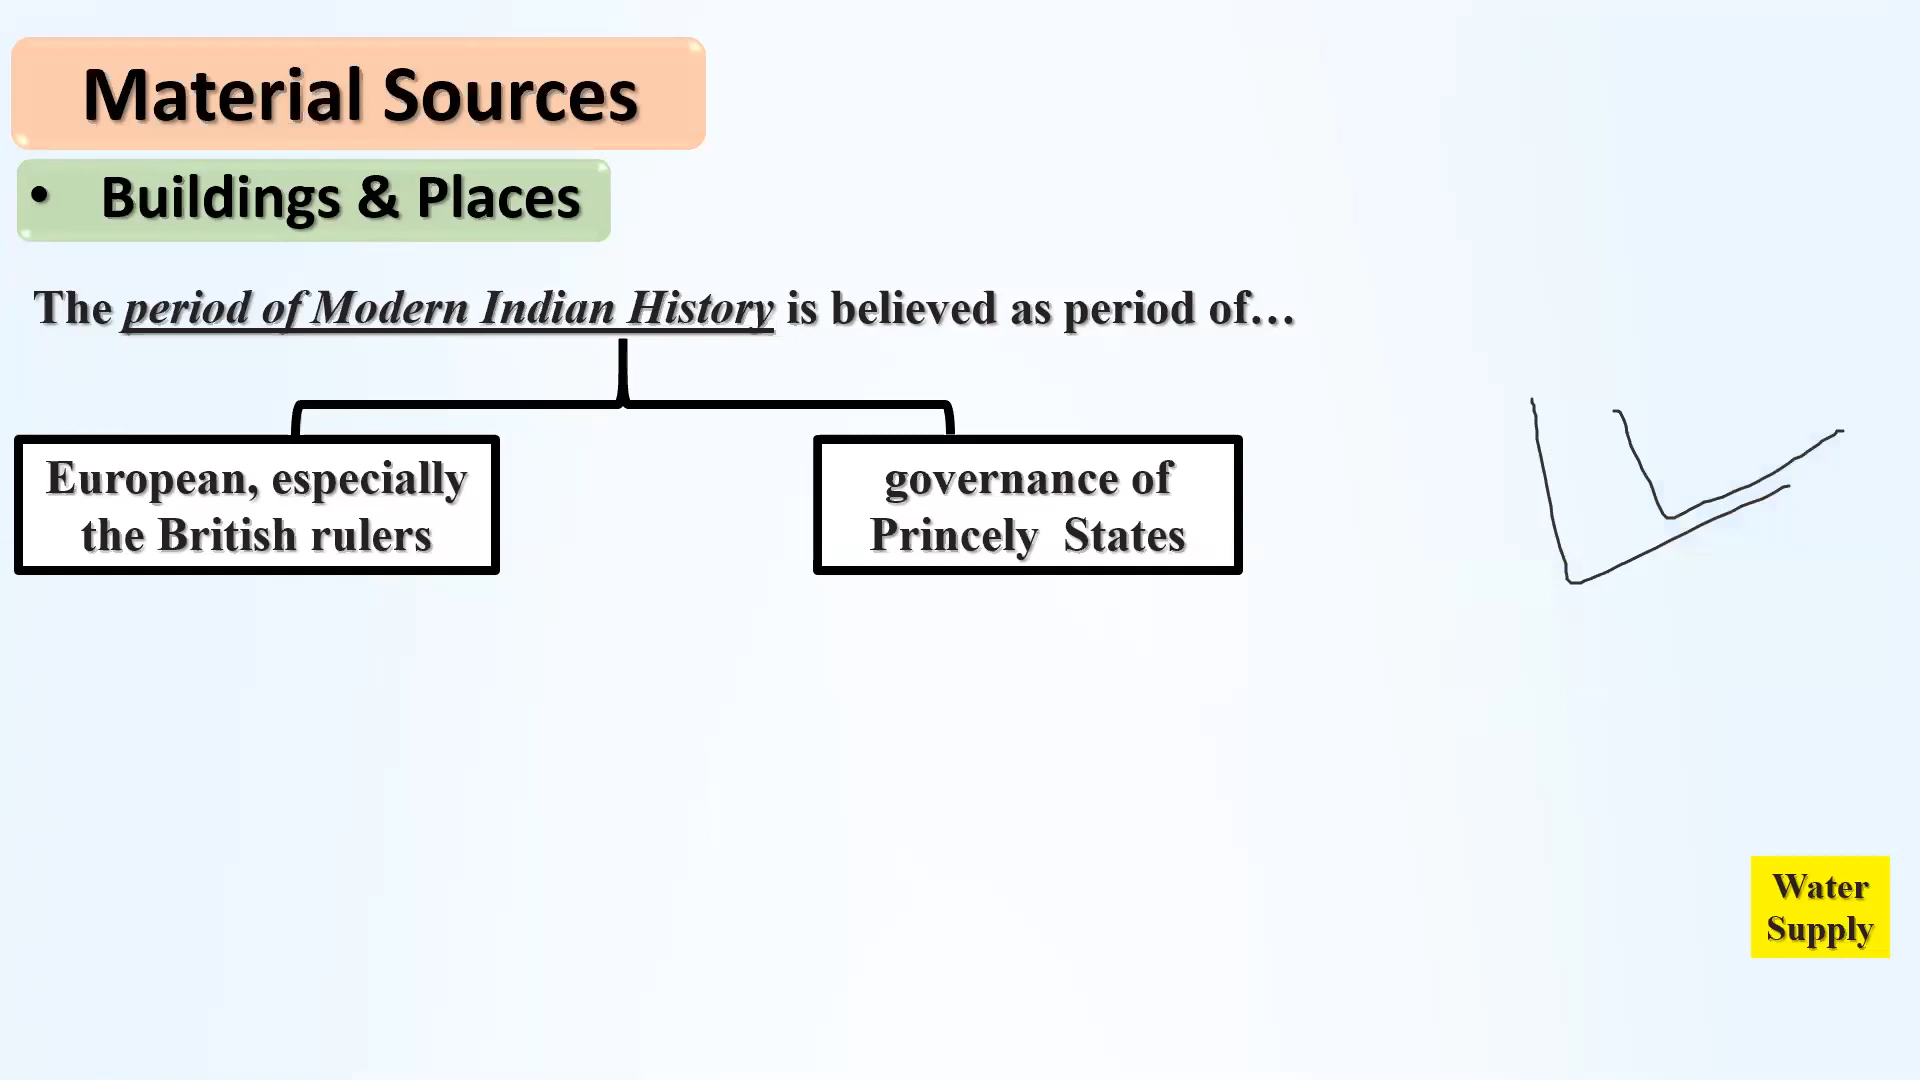 Material Sources
• Buildings & Places
The period of Modern Indian History is believed as period of…
European, especially
the British rulers
governance of
Princely States
Water
Supply